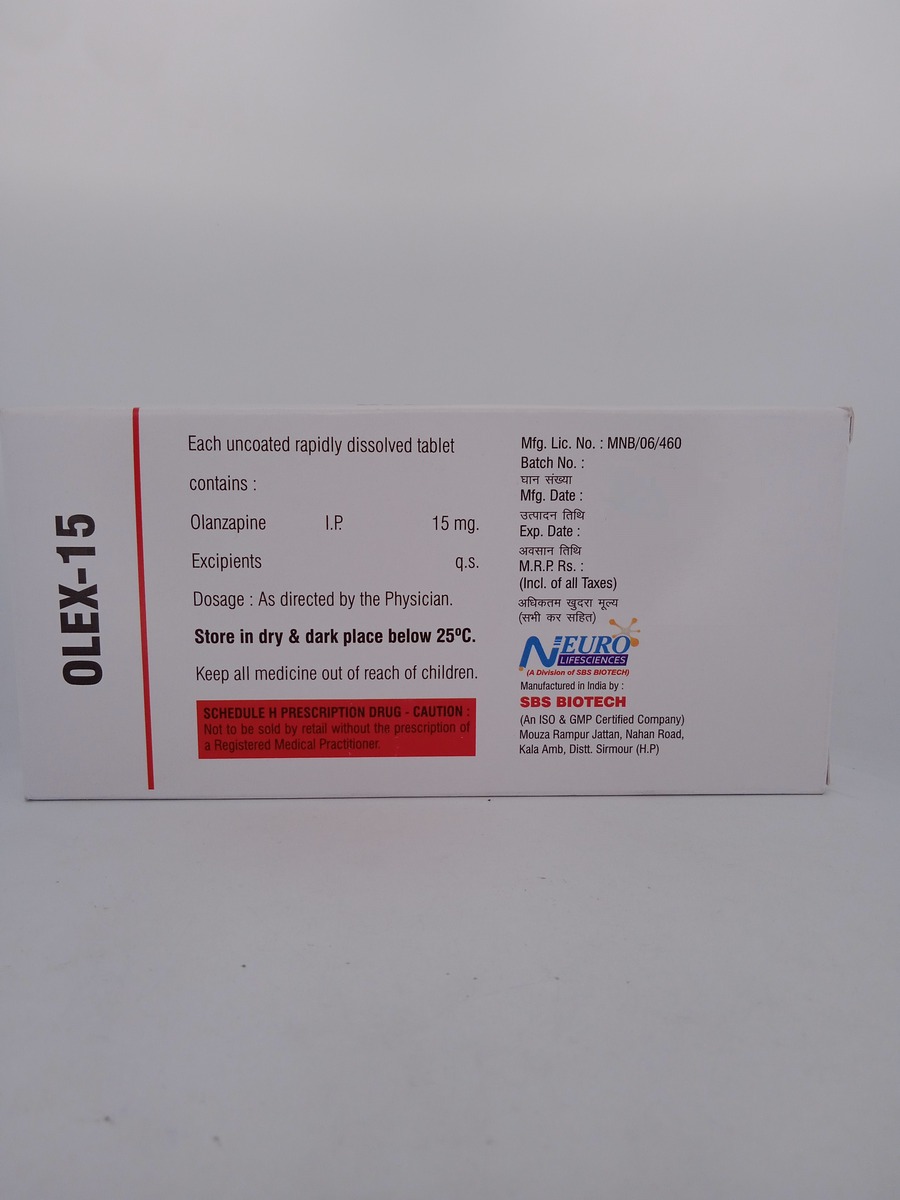 OLEX-15
Each uncoated rapidly dissolved tablet
contains :
Olanzapine I.P. 15 mg.
Excipients q.s.
Dosage : As directed by the Physician.
Store in dry & dark place below 25ºC.
Keep all medicine out of reach of children.
SCHEDULE H PRESCRIPTION DRUG - CAUTION :
Not to be sold by retail without the prescription of
a Registered Medical Practitioner.
Mfg. Lic. No. : MNB/06/460
Batch No. :
घान संख्या
Mfg. Date :
उत्पादन तिथि
Exp. Date :
अवसान तिथि
M.R.P. Rs. :
(Incl. of all Taxes)
अधिकतम खुदरा मूल्य
(सभी कर सहित)
NEURO
LIFESCIENCES
(A Division of SBS BIOTECH)
Manufactured in India by :
SBS BIOTECH
(An ISO & GMP Certified Company)
Mouza Rampur Jattan, Nahan Road,
Kala Amb, Distt. Sirmour (H.P)